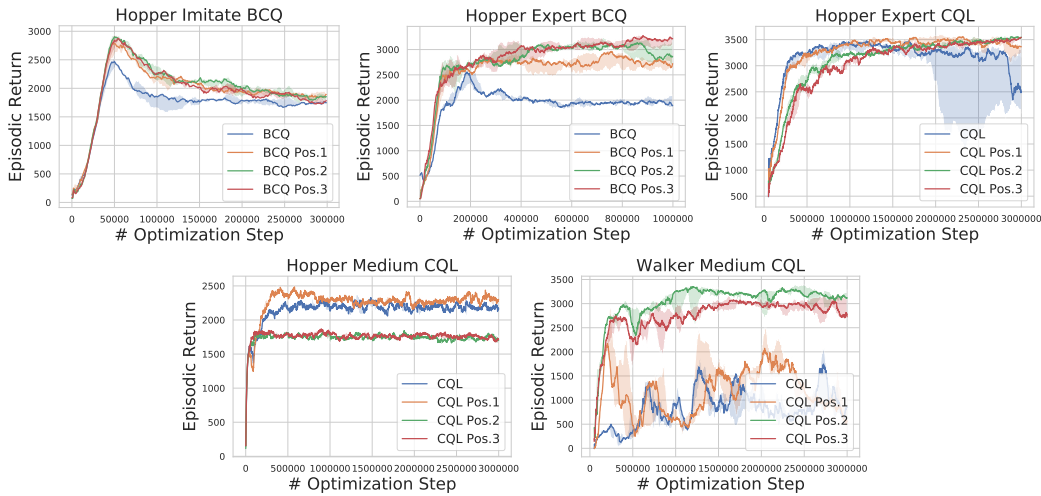 Hopper Imitate BCQ
Episodic Return
3000
2500
2000
1500
1000
500
0
0 50000 100000 150000 200000 250000 300000
# Optimization Step
BCQ
BCQ Pos.1
BCQ Pos.2
BCQ Pos.3
Hopper Expert BCQ
Episodic Return
3000
2500
2000
1500
1000
500
0
0 200000 400000 600000 800000 1000000
# Optimization Step
BCQ
BCQ Pos.1
BCQ Pos.2
BCQ Pos.3
Hopper Expert CQL
Episodic Return
3500
3000
2500
2000
1500
1000
500
0 500000 1000000 1500000 2000000 2500000 3000000
# Optimization Step
CQL
CQL Pos.1
CQL Pos.2
CQL Pos.3
Hopper Medium CQL
Episodic Return
2500
2000
1500
1000
500
0
0 500000 1000000 1500000 2000000 2500000 3000000
# Optimization Step
CQL
CQL Pos.1
CQL Pos.2
CQL Pos.3
Walker Medium CQL
Episodic Return
3500
3000
2500
2000
1500
1000
500
0
0 500000 1000000 1500000 2000000 2500000 3000000
# Optimization Step
CQL
CQL Pos.1
CQL Pos.2
CQL Pos.3